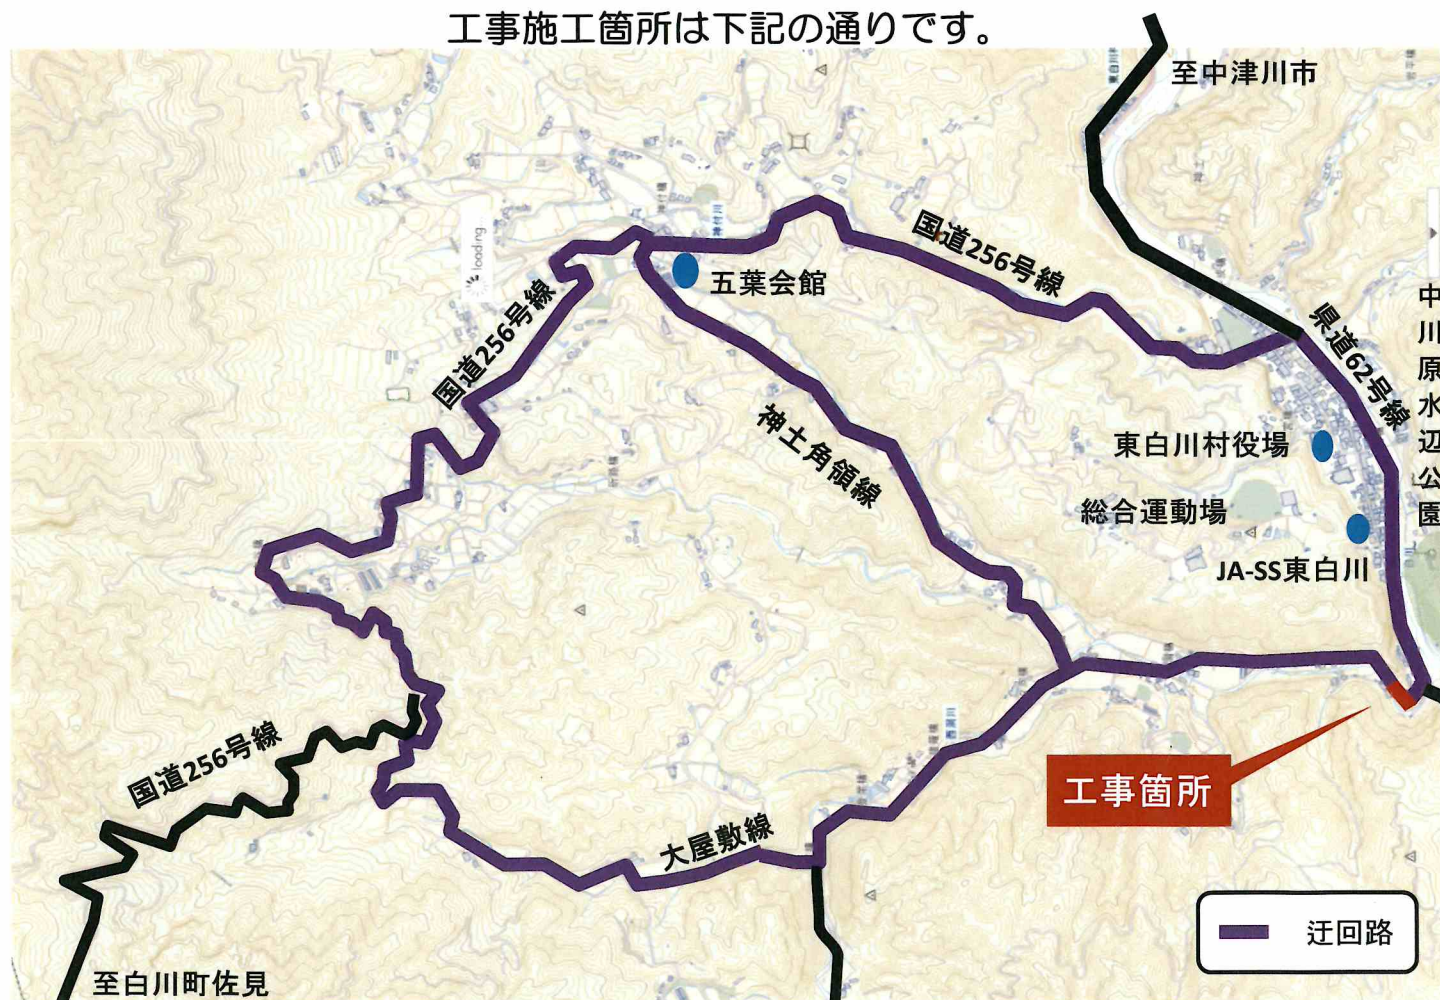 工事施工箇所は下記の通りです。
至中津川市
国道256号線
五葉会館
loading...
国道256号線
県道62号線
中川原水辺公園
神土角領線
東白川村役場
総合運動場
JA-SS東白川
国道256号線
工事箇所
大屋敷線
迂回路
至白川町佐見